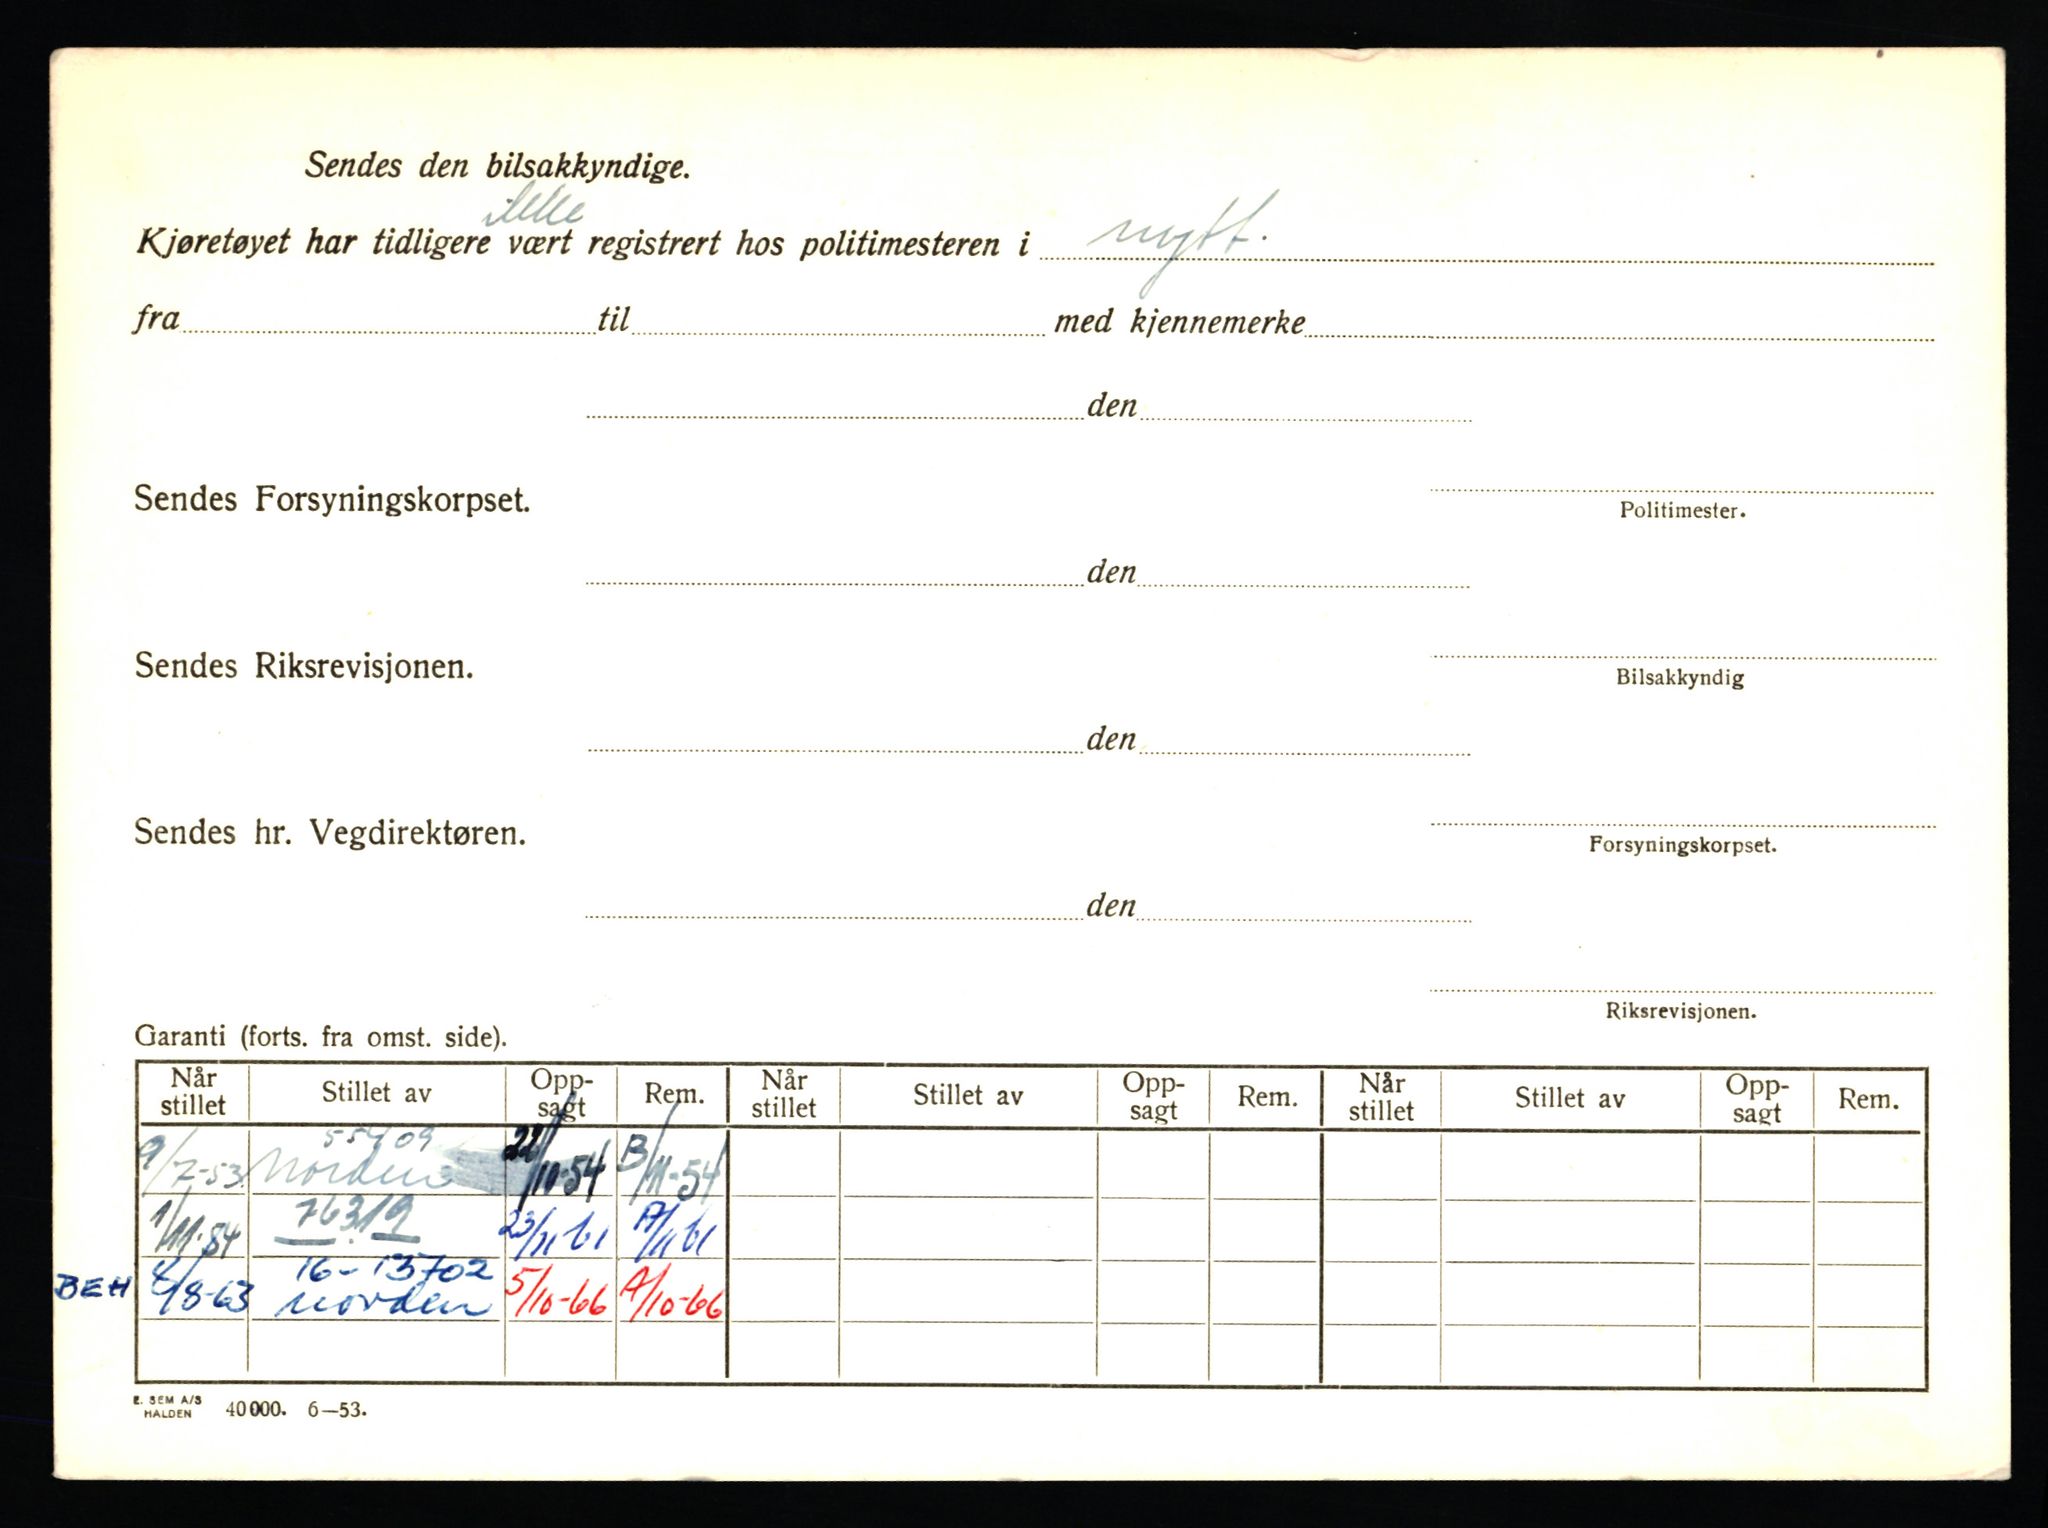 Sendes den bilsakkyndige.
ikke
Kjøretøyet har tidligere vært registrert hos politimesteren i nytt.
fra til med kjennemerke
den
Sendes Forsyningskorpset.
Politimester.
den
Sendes Riksrevisjonen.
Bilsakkyndig
den
Sendes hr. Vegdirektøren.
Forsyningskorpset.
den
Riksrevisjonen.
Garanti (forts. fra omst. side).
Når stillet Stillet av Opp-sagt Rem. Når stillet Stillet av Opp-sagt Rem. Når stillet Stillet av Opp-sagt Rem.
55409
9/7-53 Norden 22/10-54 B/11-54
1/11-54 76319 23/11 61 A/11 61
16-13702
BEH /8-63 Norden 5/10-66 A/10-66
E. SEM A/S
HALDEN 40000. 6—53.